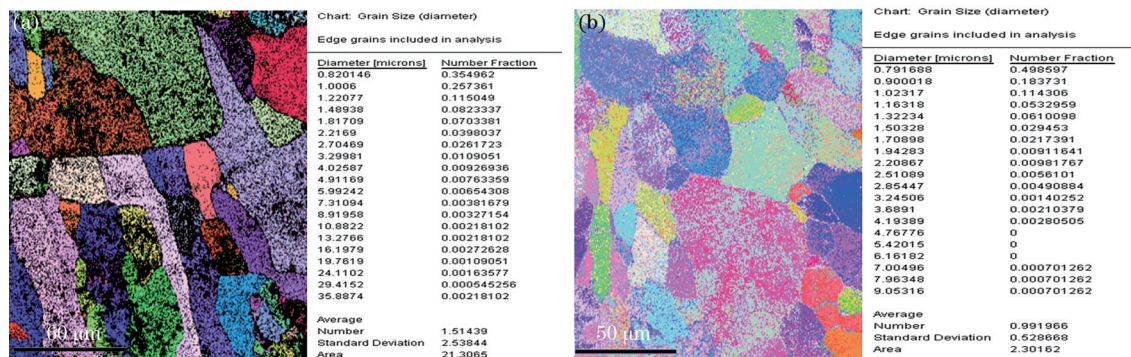 (a)
60 μm
Chart: Grain Size (diameter)
Edge grains included in analysis
Diameter [microns] Number Fraction
0.820146 0.354962
1.0006 0.257361
1.22077 0.115049
1.48938 0.0823337
1.81709 0.0703381
2.2169 0.0398037
2.70469 0.0261723
3.29981 0.0109051
4.02587 0.00926936
4.91169 0.00763359
5.99242 0.00654308
7.31094 0.00381679
8.91958 0.00327154
10.8822 0.00218102
13.2766 0.00218102
16.1979 0.00272628
19.7619 0.00109051
24.1102 0.00163577
29.4152 0.000545256
35.8874 0.00218102
Average
Number 1.51439
Standard Deviation 2.53844
Area 21.3065
(b)
50 μm
Chart: Grain Size (diameter)
Edge grains included in analysis
Diameter [microns] Number Fraction
0.791688 0.498597
0.900018 0.183731
1.02317 0.114306
1.16318 0.0532959
1.32234 0.0610098
1.50328 0.029453
1.70898 0.0217391
1.94283 0.00911641
2.20867 0.00981767
2.51089 0.0056101
2.85447 0.00490884
3.24506 0.00140252
3.6891 0.00210379
4.19389 0.00280505
4.76776 0
5.42015 0
6.16182 0
7.00496 0.000701262
7.96348 0.000701262
9.05316 0.000701262
Average
Number 0.991966
Standard Deviation 0.528668
Area 2.30162